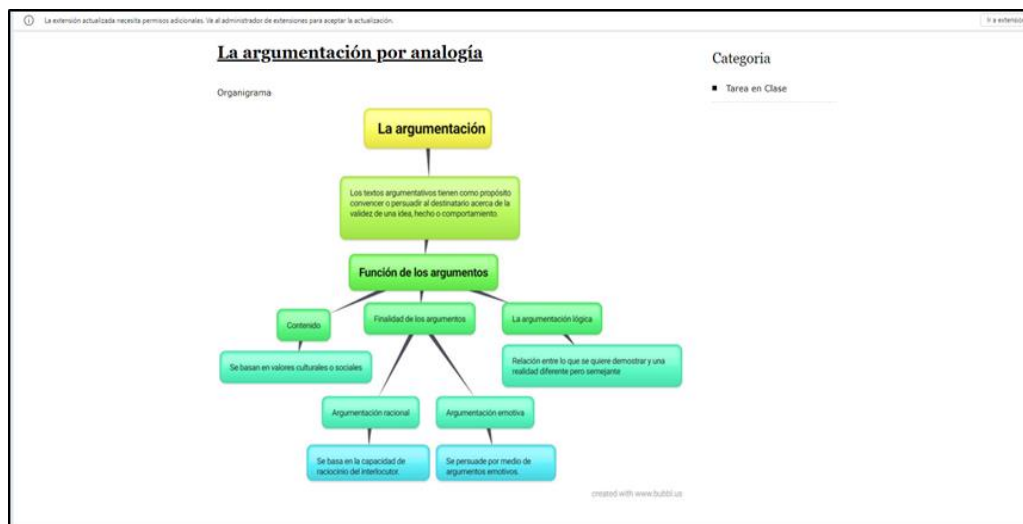 La extensión actualizada necesita permisos adicionales. Ve al administrador de extensiones para aceptar la actualización.
Ir a extension
La argumentación por analogía
Categoria
Tarea en Clase
Organigrama
La argumentación
Los textos argumentativos tienen como propósito
convencer o persuadir al destinatario acerca de la
validez de una idea, hecho o comportamiento.
Función de los argumentos
Contenido
Finalidad de los argumentos
La argumentación lógica
Se basan en valores culturales o sociales
Relación entre lo que se quiere demostrar y una
realidad diferente pero semejante
Argumentación racional
Argumentación emotiva
Se basa en la capacidad de
raciocinio del interlocutor.
Se persuade por medio de
argumentos emotivos.
created with www.bubbl.us